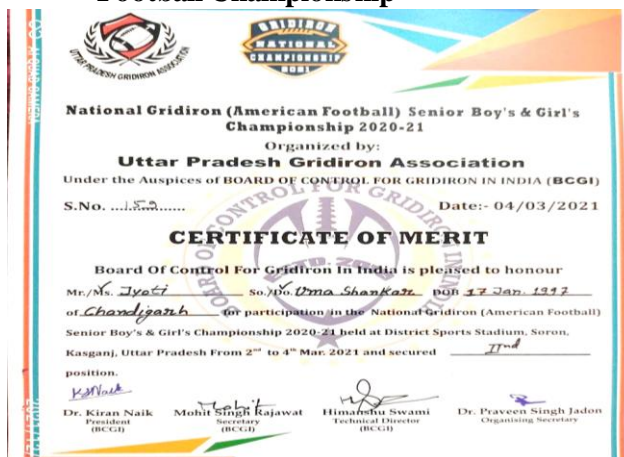 Football Championship
UTTAR PRADESH GRIDIRON ASSOCIATION
GRIDIRON
NATIONAL
CHAMPIONSHIP
2021
National Gridiron (American Football) Senior Boy's & Girl's
Championship 2020-21
Organized by:
Uttar Pradesh Gridiron Association
Under the Auspices of BOARD OF CONTROL FOR GRIDIRON IN INDIA (BCGI)
S.No. ....159...... Date:- 04/03/2021
CERTIFICATE OF MERIT
Board Of Control For Gridiron In India is pleased to honour
Mr./Ms. Jyoti So./Do. Uma Shankar DOB 17 Jan. 1997
of Chandigarh for participation in the National Gridiron (American Football)
Senior Boy's & Girl's Championship 2020-21 held at District Sports Stadium, Soron,
Kasganj, Uttar Pradesh From 2nd to 4th Mar. 2021 and secured IInd
position.
KdNaik
Mohit
Dr. Kiran Naik Mohit Singh Rajawat Himanshu Swami Dr. Praveen Singh Jadon
President Secretary Technical Director Organising Secretary
(BCGI) (BCGI) (BCGI)